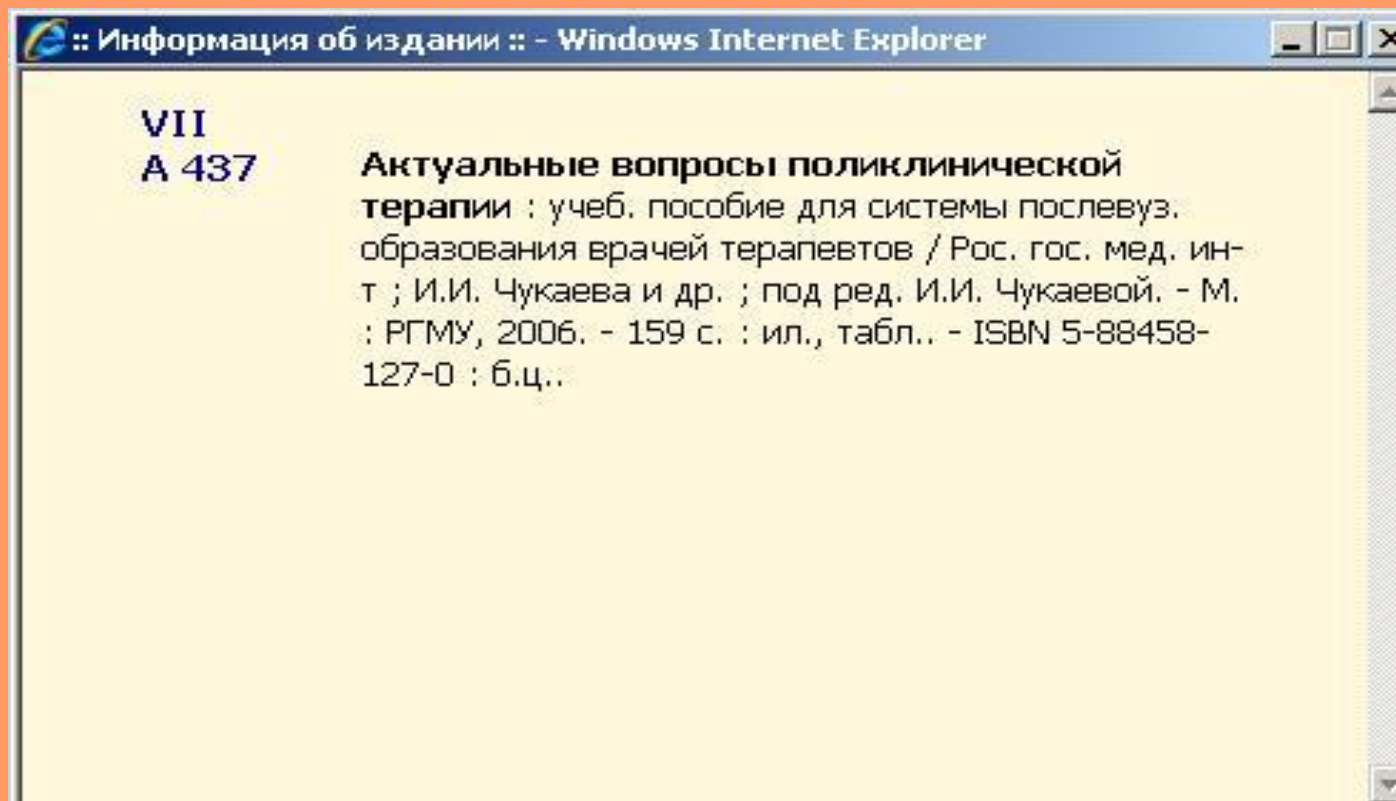 :: Информация об издании :: - Windows Internet Explorer
VII
А 437
Актуальные вопросы поликлинической
терапии : учеб. пособие для системы послевуз.
образования врачей терапевтов / Рос. гос. мед. ин-
т ; И.И. Чукаева и др. ; под ред. И.И. Чукаевой. - М.
: РГМУ, 2006. - 159 с. : ил., табл.. - ISBN 5-88458-
127-0 : б.ц..